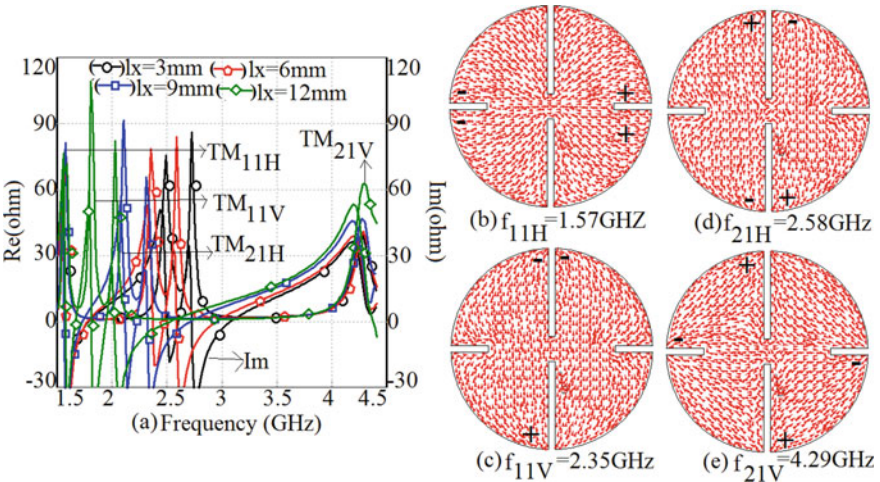 (○)lx=3mm (⬠)lx=6mm
(□)lx=9mm (◇)lx=12mm
120
90
60
30
0
-30
Re(ohm)
120
90
60
30
0
-30
Im(ohm)
TM21V
TM11H
TM11V
TM21H
Im
1.5 2 2.5 3 3.5 4 4.5
(a) Frequency (GHz)
- +
- +
(b) f11H=1.57GHZ
+ -
- +
(d) f21H=2.58GHz
- -
+
(c) f11V=2.35GHz
+
- -
+
(e) f21V=4.29GHz